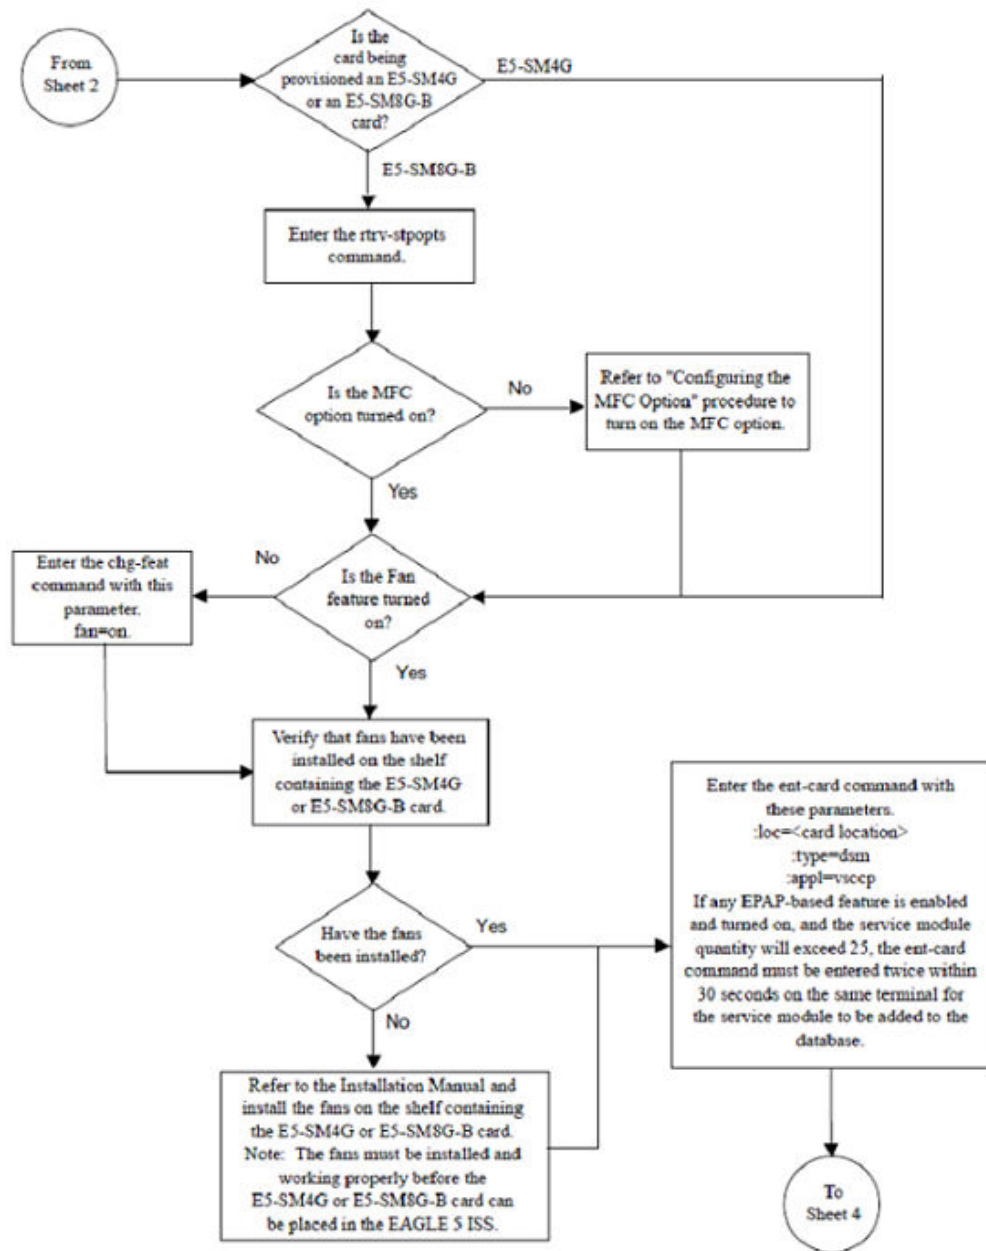 From
Sheet 2
Is the
card being
provisioned an E5-SM4G
or an E5-SM8G-B
card?
E5-SM4G
E5-SM8G-B
Enter the rtrv-stpopts
command.
Is the MFC
option turned on?
No
Refer to "Configuring the
MFC Option" procedure to
turn on the MFC option.
Yes
Is the Fan
feature turned
on?
No
Enter the chg-feat
command with this
parameter.
fan=on.
Yes
Verify that fans have been
installed on the shelf
containing the E5-SM4G
or E5-SM8G-B card.
Have the fans
been installed?
Yes
No
Refer to the Installation Manual and
install the fans on the shelf containing
the E5-SM4G or E5-SM8G-B card.
Note: The fans must be installed and
working properly before the
E5-SM4G or E5-SM8G-B card can
be placed in the EAGLE 5 ISS.
Enter the ent-card command with
these parameters.
:loc=<card location>
:type=dsm
:appl=vsccp
If any EPAP-based feature is enabled
and turned on, and the service module
quantity will exceed 25, the ent-card
command must be entered twice within
30 seconds on the same terminal for
the service module to be added to the
database.
To
Sheet 4